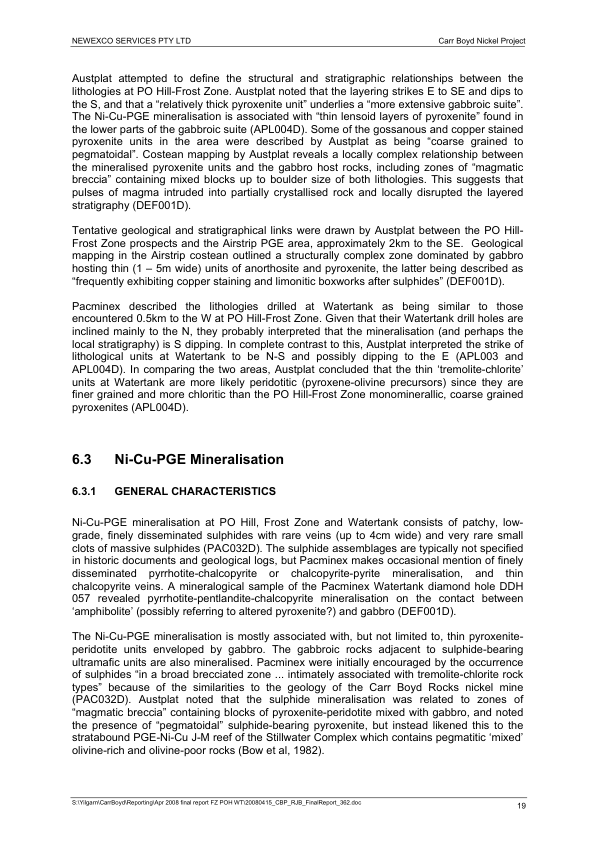 NEWEXCO SERVICES PTY LTD
Carr Boyd Nickel Project
Austplat attempted to define the structural and stratigraphic relationships between the
lithologies at PO Hill-Frost Zone. Austplat noted that the layering strikes E to SE and dips to
the S, and that a “relatively thick pyroxenite unit” underlies a “more extensive gabbroic suite”.
The Ni-Cu-PGE mineralisation is associated with “thin lensoid layers of pyroxenite” found in
the lower parts of the gabbroic suite (APL004D). Some of the gossanous and copper stained
pyroxenite units in the area were described by Austplat as being “coarse grained to
pegmatoidal”. Costean mapping by Austplat reveals a locally complex relationship between
the mineralised pyroxenite units and the gabbro host rocks, including zones of “magmatic
breccia” containing mixed blocks up to boulder size of both lithologies. This suggests that
pulses of magma intruded into partially crystallised rock and locally disrupted the layered
stratigraphy (DEF001D).
Tentative geological and stratigraphical links were drawn by Austplat between the PO Hill-
Frost Zone prospects and the Airstrip PGE area, approximately 2km to the SE. Geological
mapping in the Airstrip costean outlined a structurally complex zone dominated by gabbro
hosting thin (1 – 5m wide) units of anorthosite and pyroxenite, the latter being described as
“frequently exhibiting copper staining and limonitic boxworks after sulphides” (DEF001D).
Pacminex described the lithologies drilled at Watertank as being similar to those
encountered 0.5km to the W at PO Hill-Frost Zone. Given that their Watertank drill holes are
inclined mainly to the N, they probably interpreted that the mineralisation (and perhaps the
local stratigraphy) is S dipping. In complete contrast to this, Austplat interpreted the strike of
lithological units at Watertank to be N-S and possibly dipping to the E (APL003 and
APL004D). In comparing the two areas, Austplat concluded that the thin ‘tremolite-chlorite’
units at Watertank are more likely peridotitic (pyroxene-olivine precursors) since they are
finer grained and more chloritic than the PO Hill-Frost Zone monominerallic, coarse grained
pyroxenites (APL004D).
6.3 Ni-Cu-PGE Mineralisation
6.3.1 GENERAL CHARACTERISTICS
Ni-Cu-PGE mineralisation at PO Hill, Frost Zone and Watertank consists of patchy, low-
grade, finely disseminated sulphides with rare veins (up to 4cm wide) and very rare small
clots of massive sulphides (PAC032D). The sulphide assemblages are typically not specified
in historic documents and geological logs, but Pacminex makes occasional mention of finely
disseminated pyrrhotite-chalcopyrite or chalcopyrite-pyrite mineralisation, and thin
chalcopyrite veins. A mineralogical sample of the Pacminex Watertank diamond hole DDH
057 revealed pyrrhotite-pentlandite-chalcopyrite mineralisation on the contact between
‘amphibolite’ (possibly referring to altered pyroxenite?) and gabbro (DEF001D).
The Ni-Cu-PGE mineralisation is mostly associated with, but not limited to, thin pyroxenite-
peridotite units enveloped by gabbro. The gabbroic rocks adjacent to sulphide-bearing
ultramafic units are also mineralised. Pacminex were initially encouraged by the occurrence
of sulphides “in a broad brecciated zone ... intimately associated with tremolite-chlorite rock
types” because of the similarities to the geology of the Carr Boyd Rocks nickel mine
(PAC032D). Austplat noted that the sulphide mineralisation was related to zones of
“magmatic breccia” containing blocks of pyroxenite-peridotite mixed with gabbro, and noted
the presence of “pegmatoidal” sulphide-bearing pyroxenite, but instead likened this to the
stratabound PGE-Ni-Cu J-M reef of the Stillwater Complex which contains pegmatitic ‘mixed’
olivine-rich and olivine-poor rocks (Bow et al, 1982).
S:\Yilgarn\CarrBoyd\Reporting\Apr 2008 final report FZ POH WT\20080415_CBP_RJB_FinalReport_362.doc
19